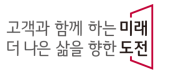 고객과 함께 하는 미래
더 나은 삶을 향한 도전